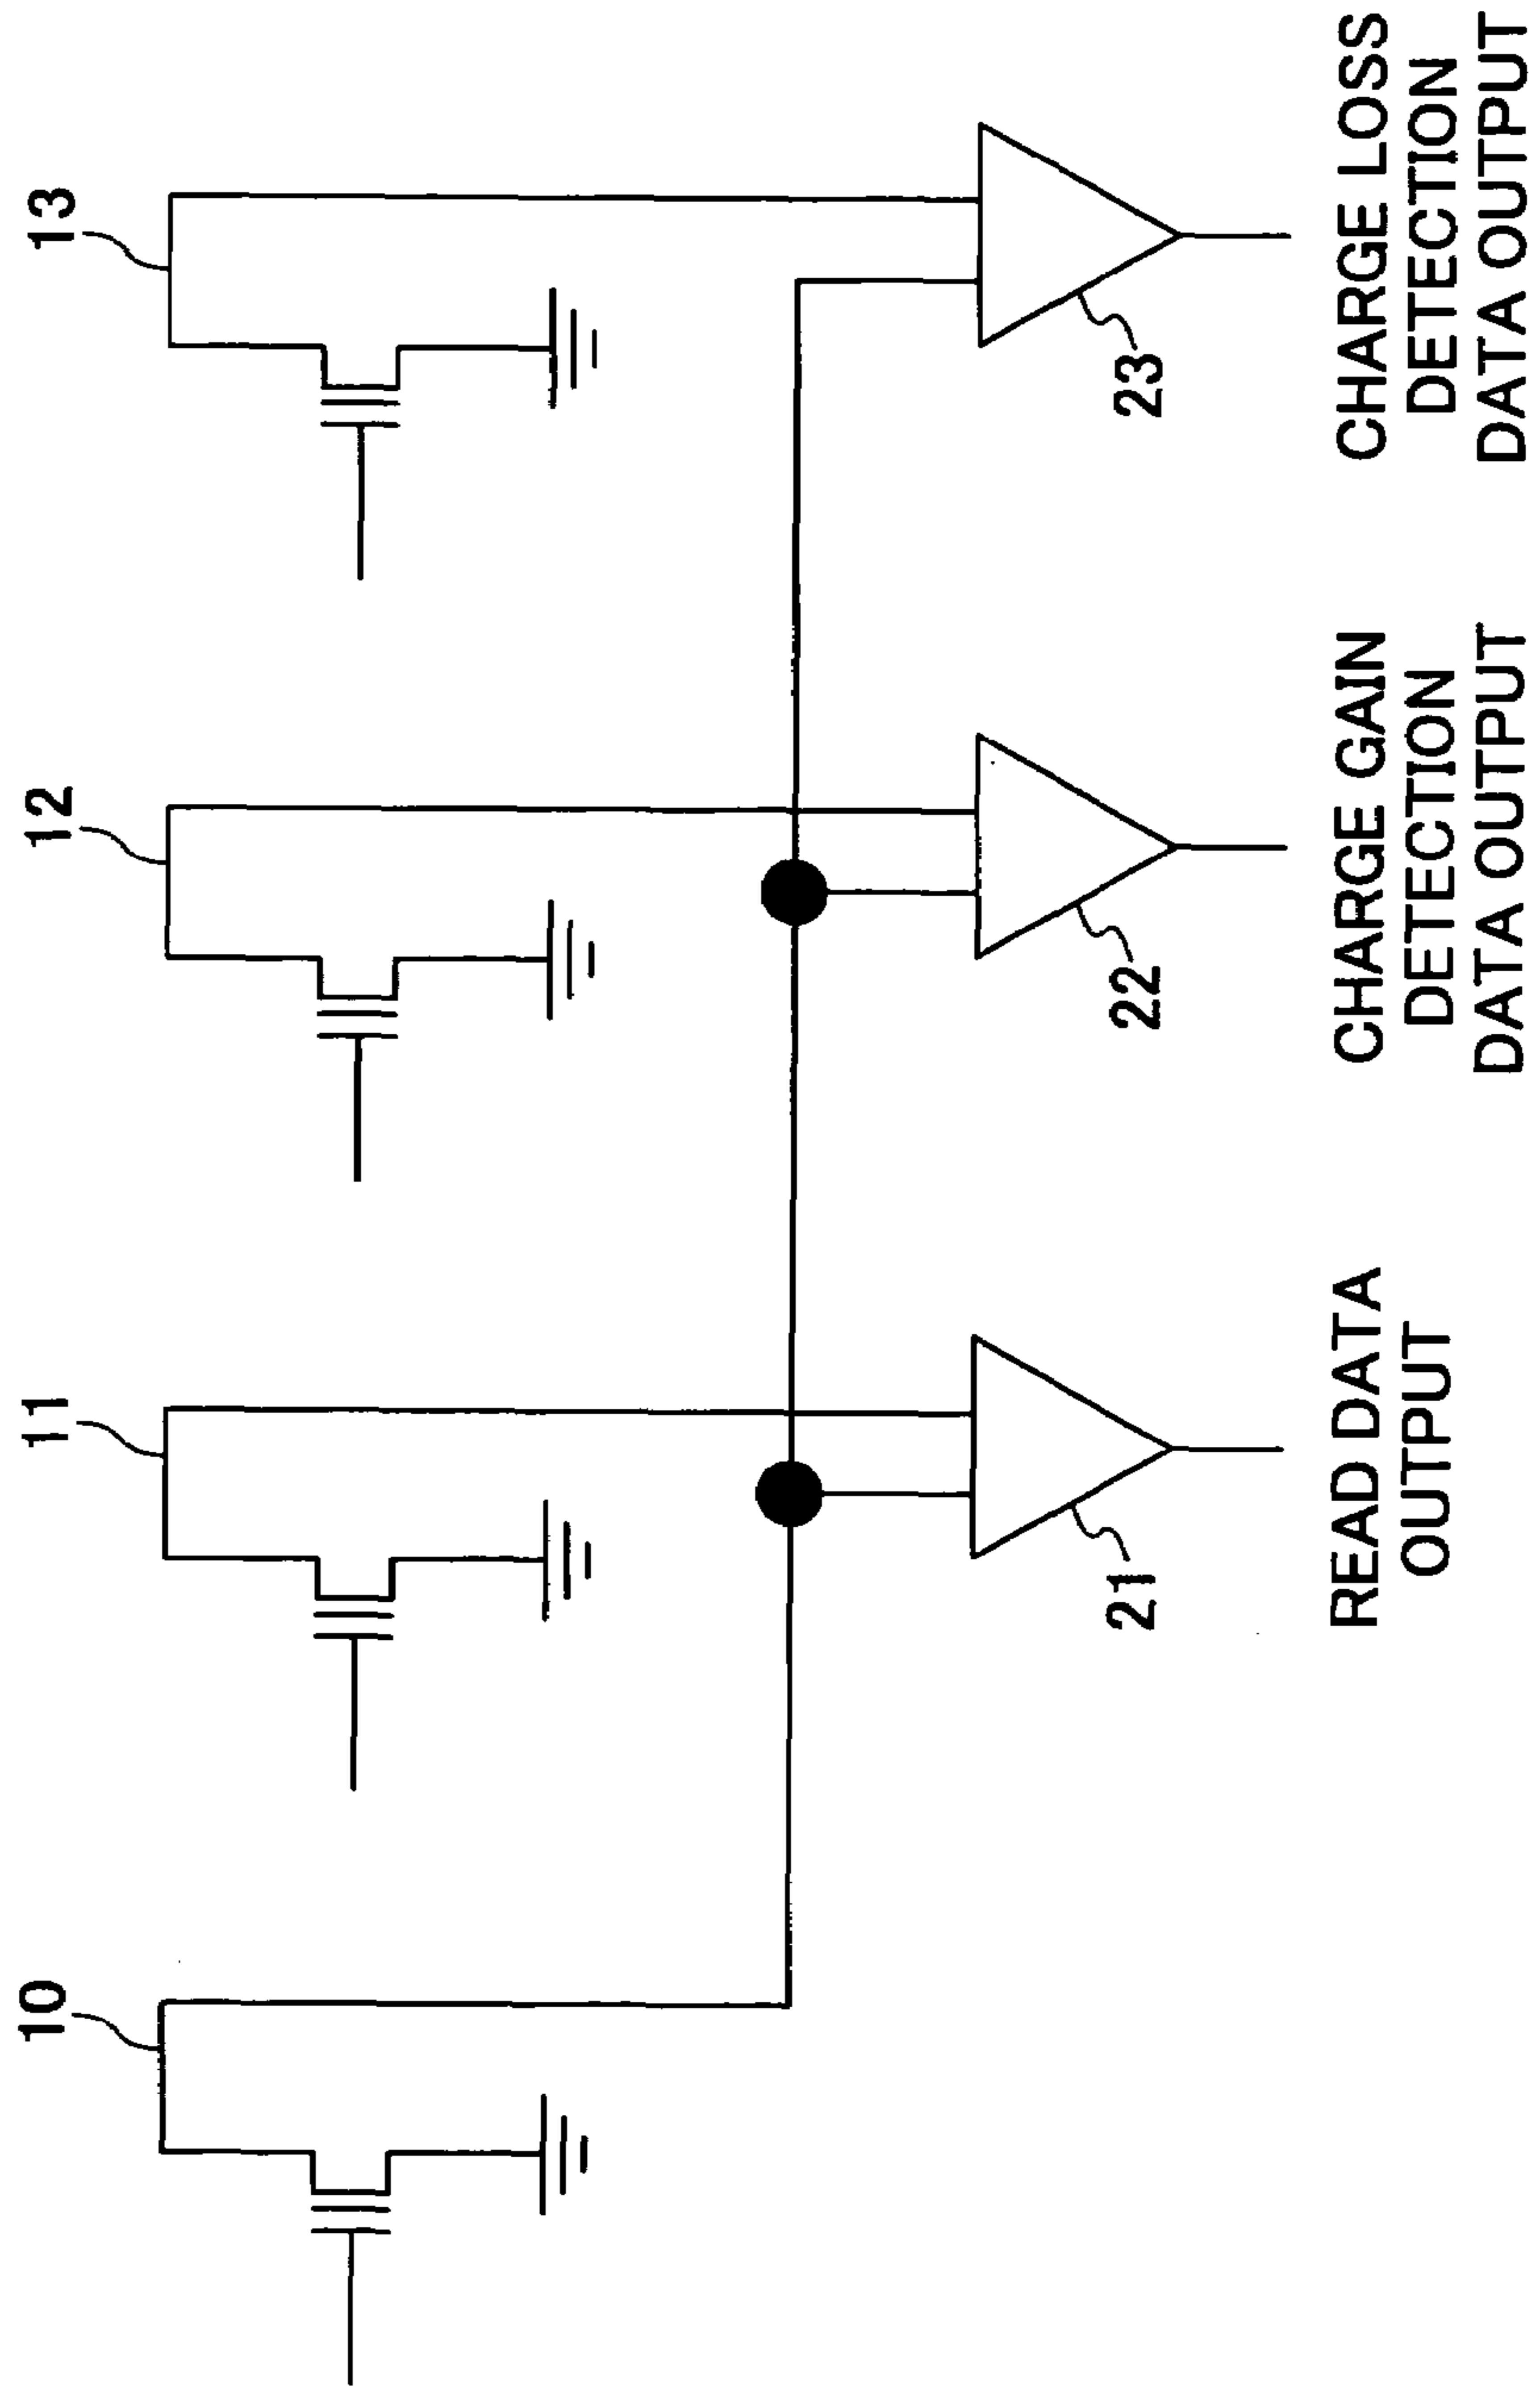 10
11
12
13
21
22
23
READ DATA
OUTPUT
CHARGE GAIN
DETECTION
DATA OUTPUT
CHARGE LOSS
DETECTION
DATA OUTPUT